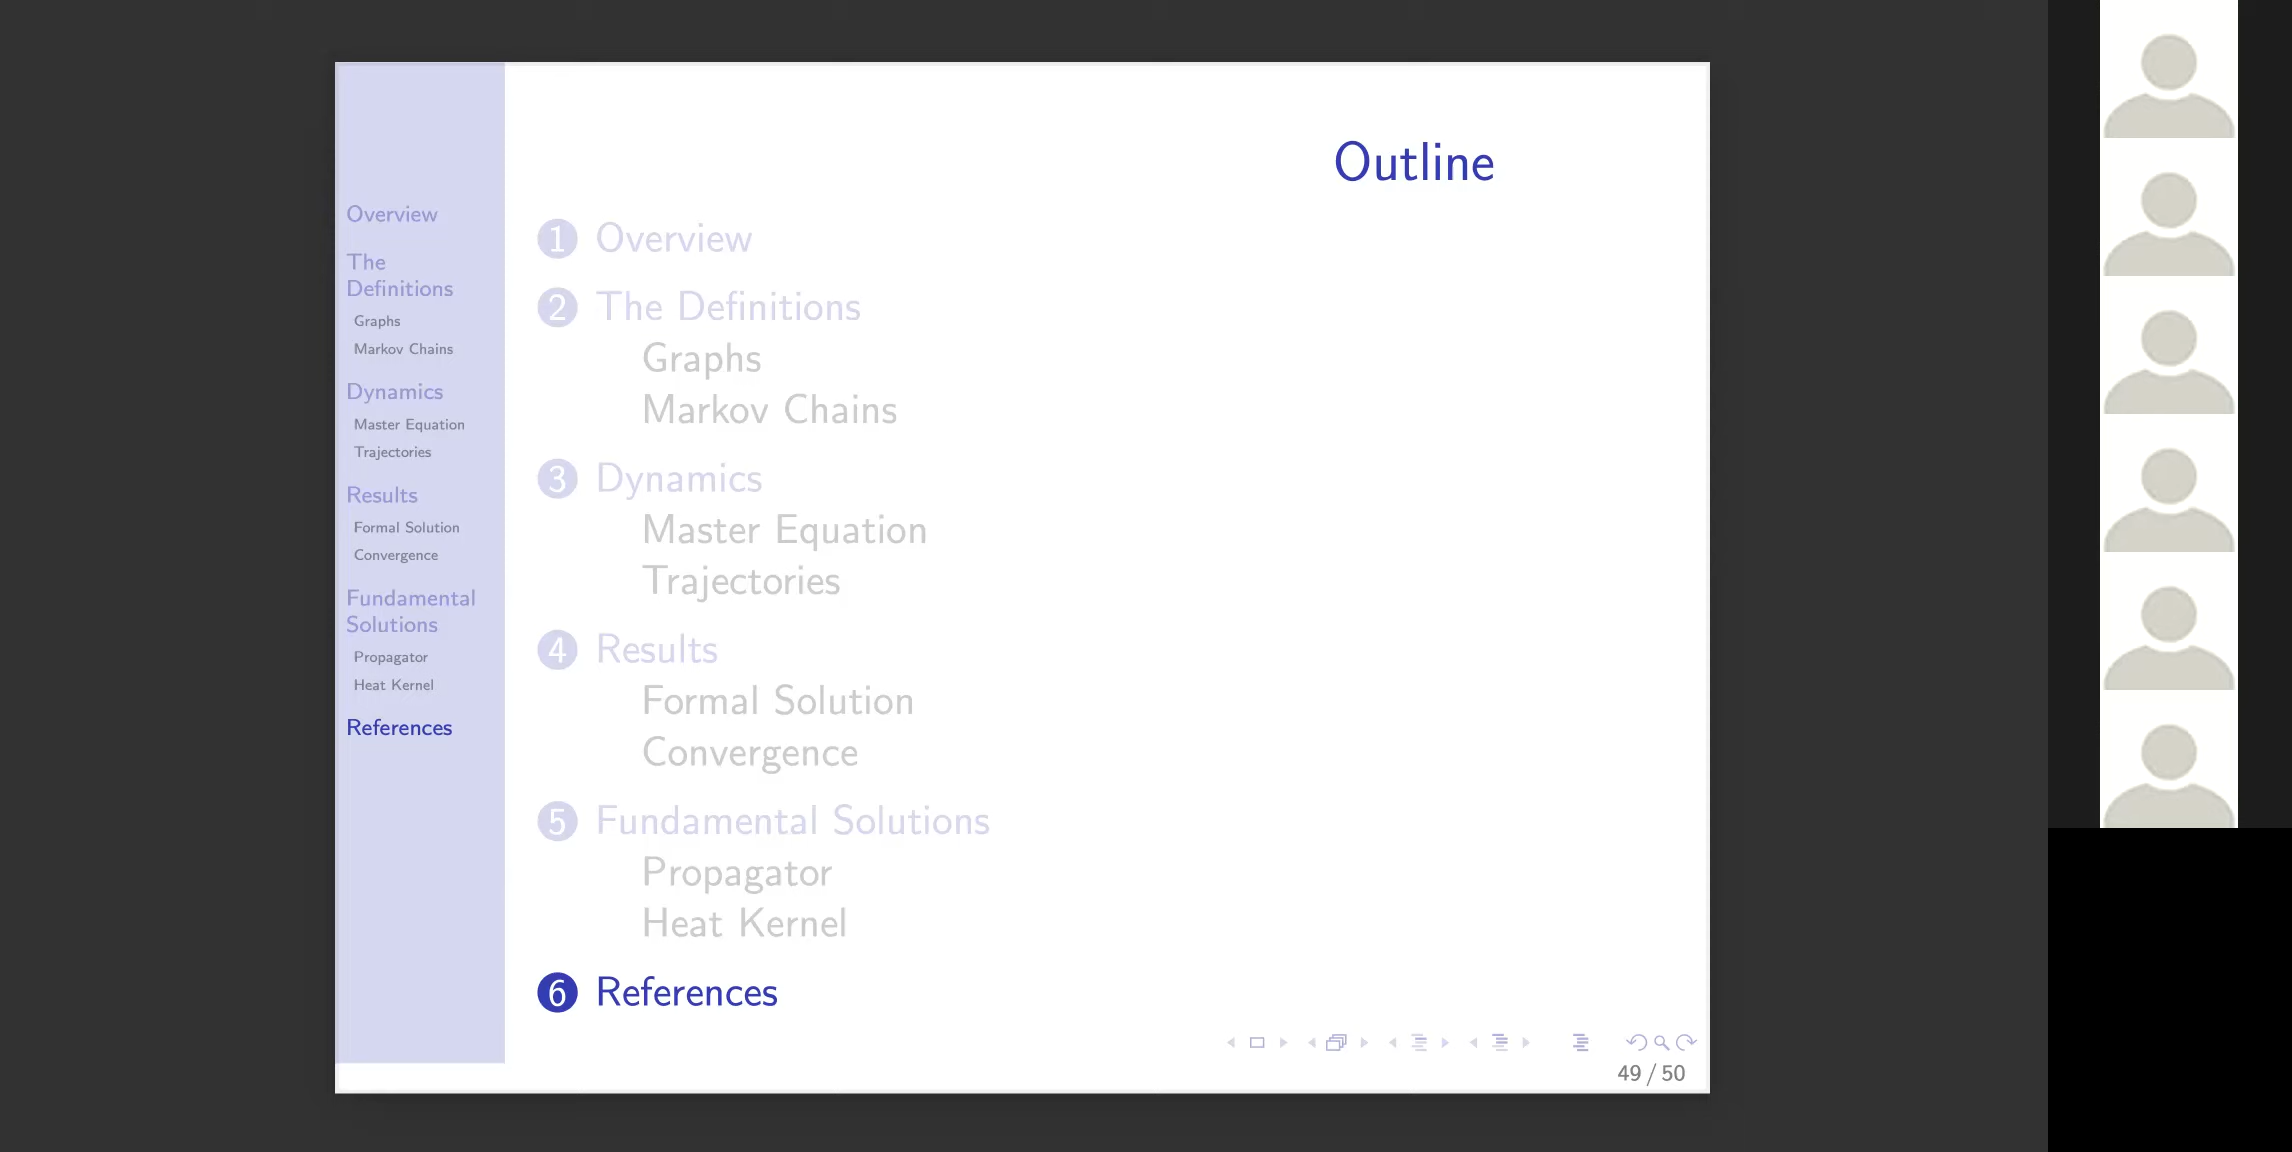 Overview
The
Definitions
Graphs
Markov Chains
Dynamics
Master Equation
Trajectories
Results
Formal Solution
Convergence
Fundamental
Solutions
Propagator
Heat Kernel
References
Outline
1 Overview
2 The Definitions
Graphs
Markov Chains
3 Dynamics
Master Equation
Trajectories
4 Results
Formal Solution
Convergence
5 Fundamental Solutions
Propagator
Heat Kernel
6 References
49 / 50